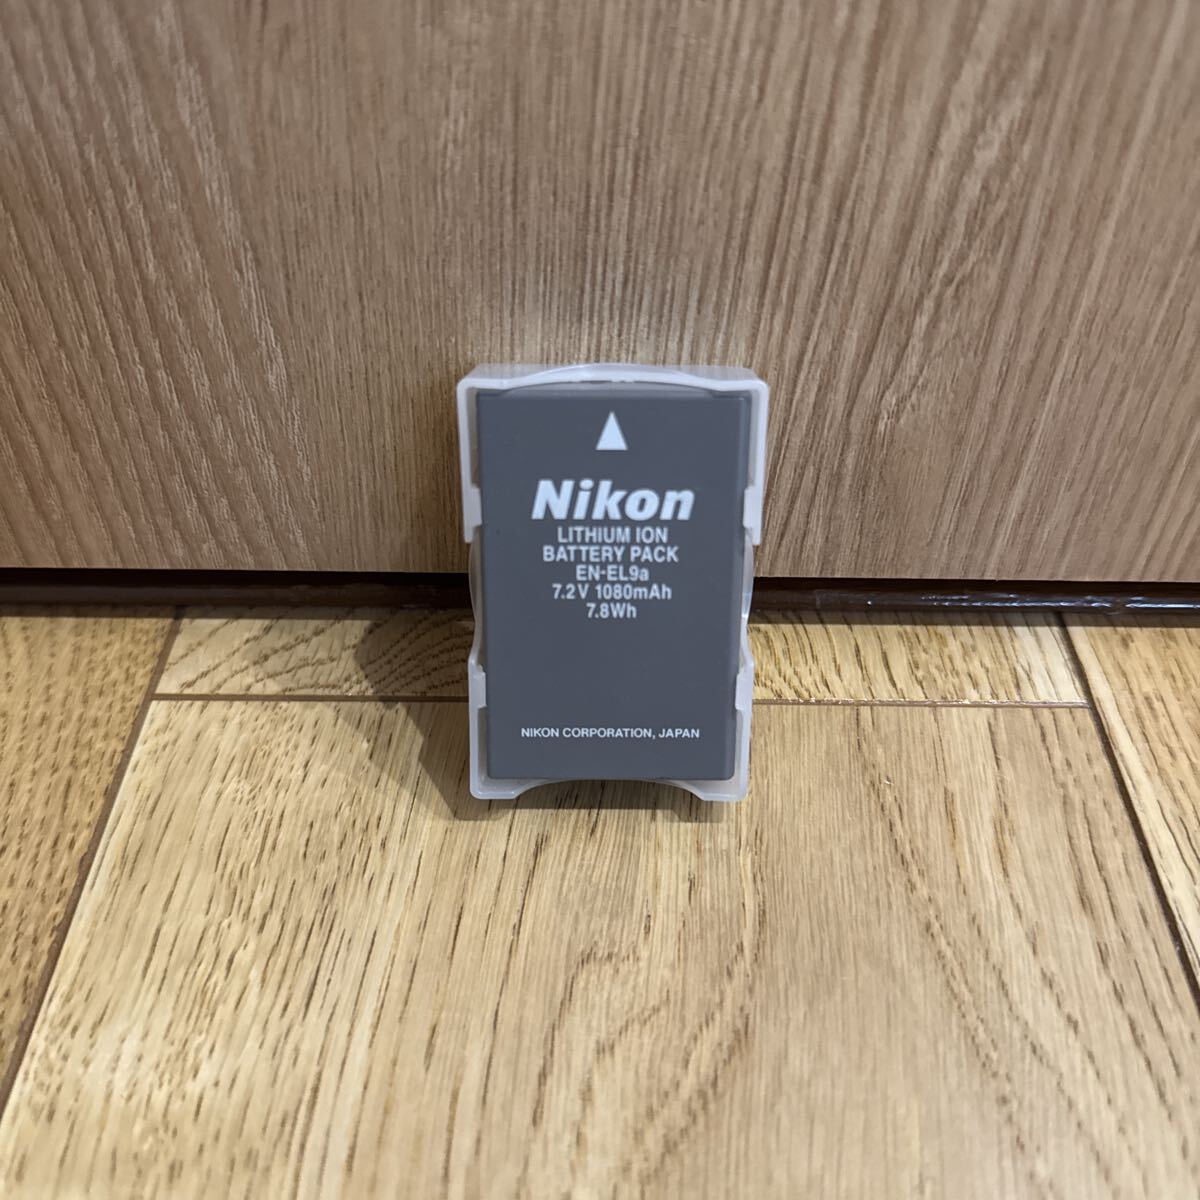 Nikon
LITHIUM ION
BATTERY PACK
EN-EL9a
7.2V 1080mAh
7.8Wh
NIKON CORPORATION, JAPAN